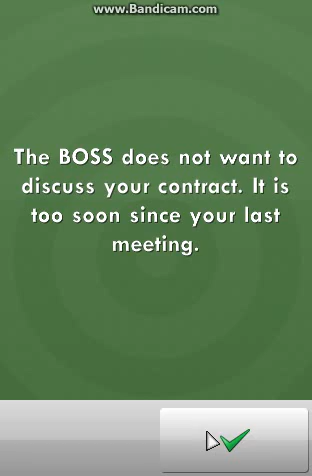 www.Bandicam.com
The BOSS does not want to
discuss your contract. It is
too soon since your last
meeting.